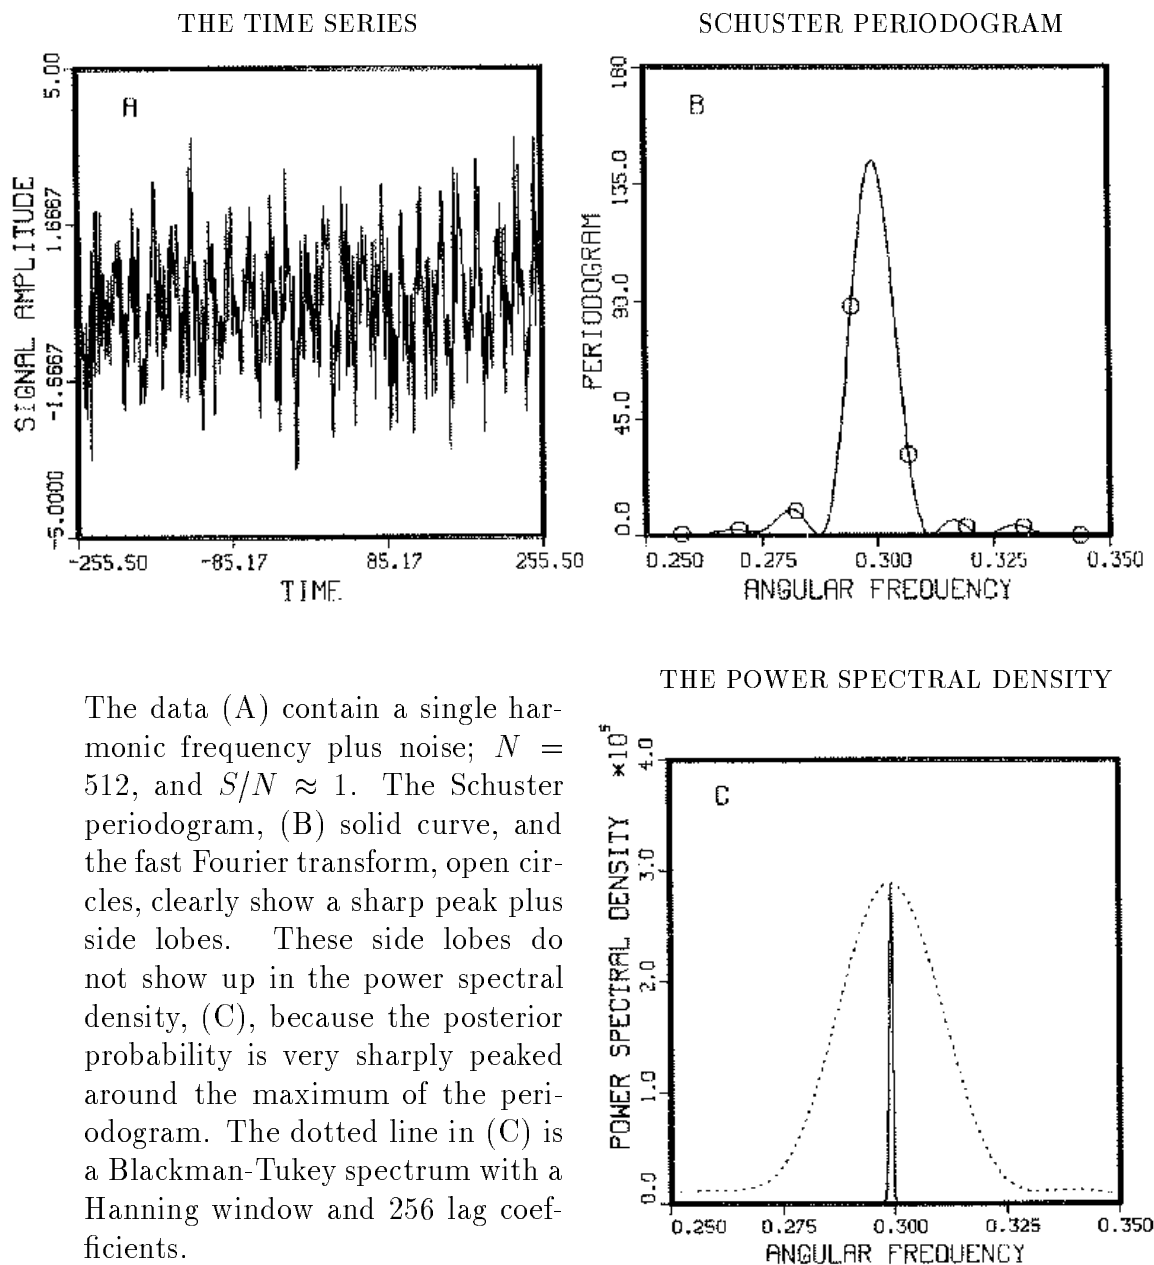 THE TIME SERIES
5.00
1.6667
-1.6667
-5.0000
SIGNAL AMPLITUDE
A
-255.50 -85.17 85.17 255.50
TIME
SCHUSTER PERIODOGRAM
180
135.0
90.0
45.0
0.0
PERIODOGRAM
B
0.250 0.275 0.300 0.325 0.350
ANGULAR FREQUENCY
The data (A) contain a single har-
monic frequency plus noise; N =
512, and S/N ≈ 1. The Schuster
periodogram, (B) solid curve, and
the fast Fourier transform, open cir-
cles, clearly show a sharp peak plus
side lobes. These side lobes do
not show up in the power spectral
density, (C), because the posterior
probability is very sharply peaked
around the maximum of the peri-
odogram. The dotted line in (C) is
a Blackman-Tukey spectrum with a
Hanning window and 256 lag coef-
ficients.
THE POWER SPECTRAL DENSITY
4.0
3.0
2.0
1.0
0.0
POWER SPECTRAL DENSITY
C
0.250 0.275 0.300 0.325 0.350
ANGULAR FREQUENCY